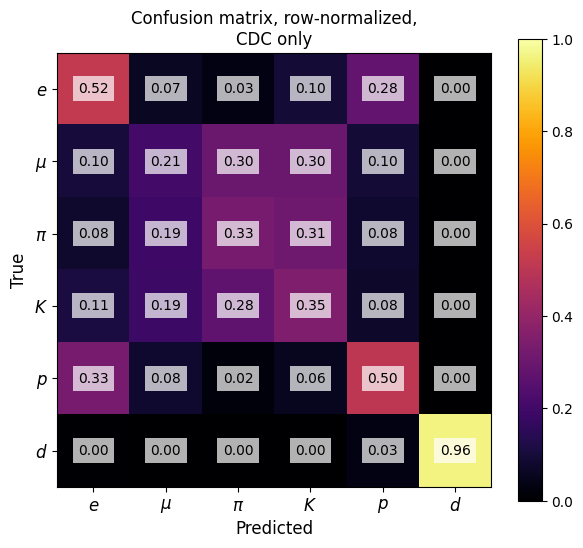 Confusion matrix, row-normalized,
CDC only
e 0.52 0.07 0.03 0.10 0.28 0.00
μ 0.10 0.21 0.30 0.30 0.10 0.00
π 0.08 0.19 0.33 0.31 0.08 0.00
K 0.11 0.19 0.28 0.35 0.08 0.00
p 0.33 0.08 0.02 0.06 0.50 0.00
d 0.00 0.00 0.00 0.00 0.03 0.96
e μ π K p d
Predicted
True
1.0
0.8
0.6
0.4
0.2
0.0